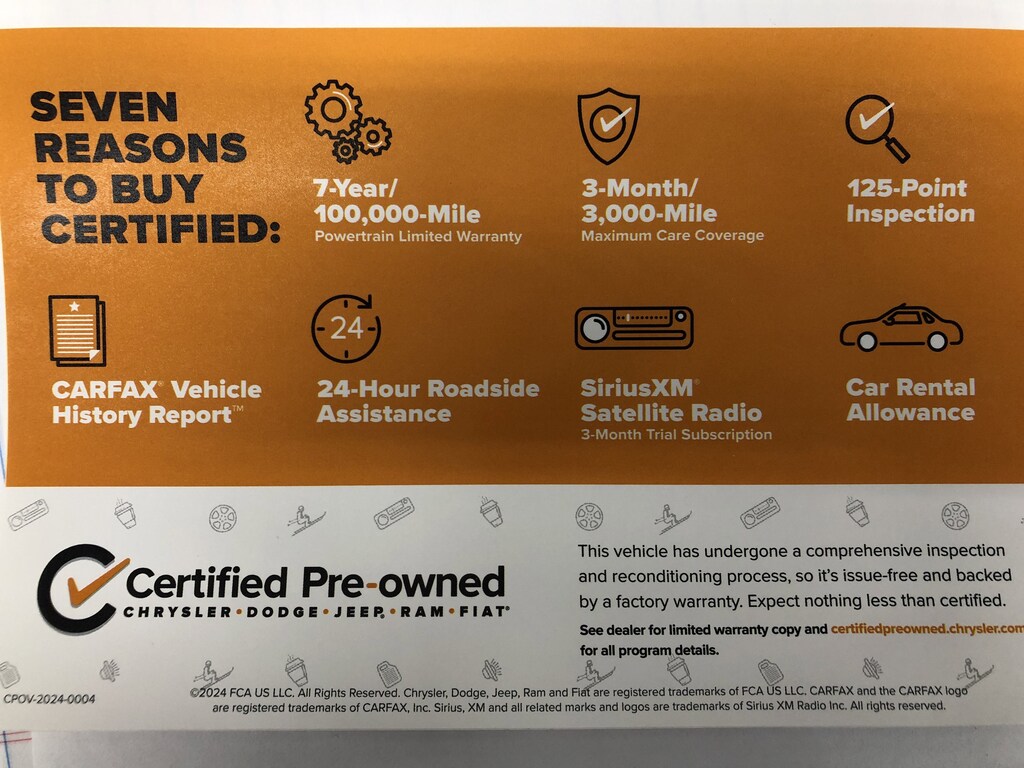 SEVEN
REASONS
TO BUY
CERTIFIED:
7-Year/
100,000-Mile
Powertrain Limited Warranty
3-Month/
3,000-Mile
Maximum Care Coverage
125-Point
Inspection
CARFAX® Vehicle
History Report™
24
24-Hour Roadside
Assistance
SiriusXM®
Satellite Radio
3-Month Trial Subscription
Car Rental
Allowance
Certified Pre-owned
CHRYSLER • DODGE • JEEP® • RAM • FIAT®
This vehicle has undergone a comprehensive inspection
and reconditioning process, so it's issue-free and backed
by a factory warranty. Expect nothing less than certified.
See dealer for limited warranty copy and certifiedpreowned.chrysler.com
for all program details.
CPOV-2024-0004
©2024 FCA US LLC. All Rights Reserved. Chrysler, Dodge, Jeep, Ram and Fiat are registered trademarks of FCA US LLC. CARFAX and the CARFAX logo
are registered trademarks of CARFAX, Inc. Sirius, XM and all related marks and logos are trademarks of Sirius XM Radio Inc. All rights reserved.